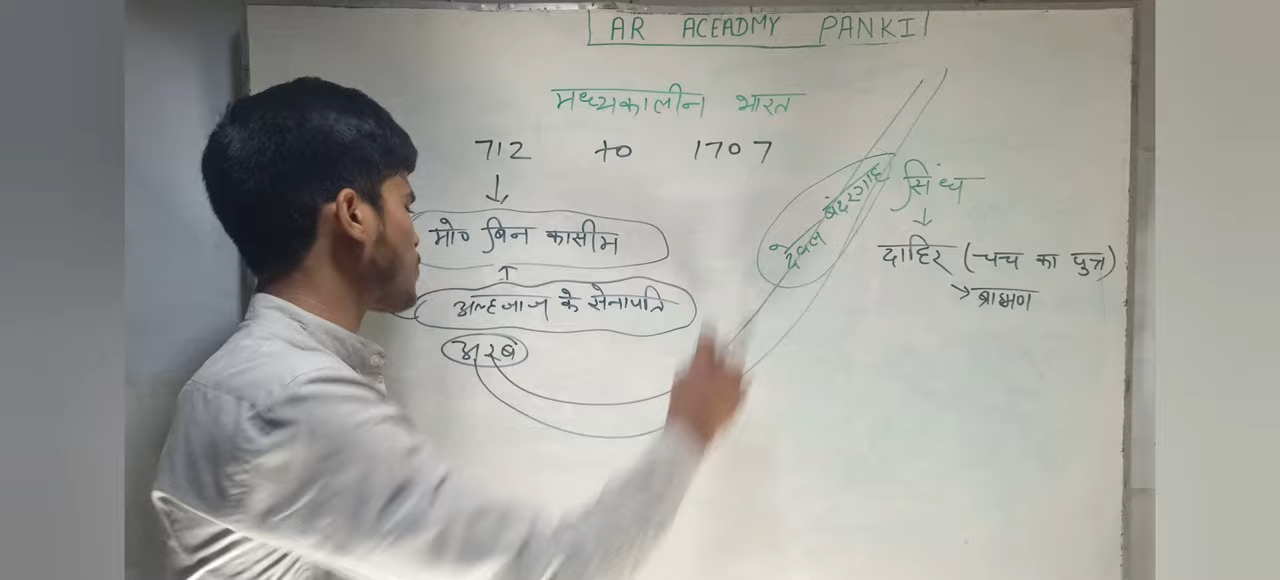 AR ACEADMY PANKI
मध्यकालीन भारत
712 to 1707
↓
मो० बिन कासीम
↑
अल्हजाज के सेनापति
अरब
देवल बंदरगाह
सिंध
↓
दाहिर (चच का पुत्र)
→ ब्राह्मण